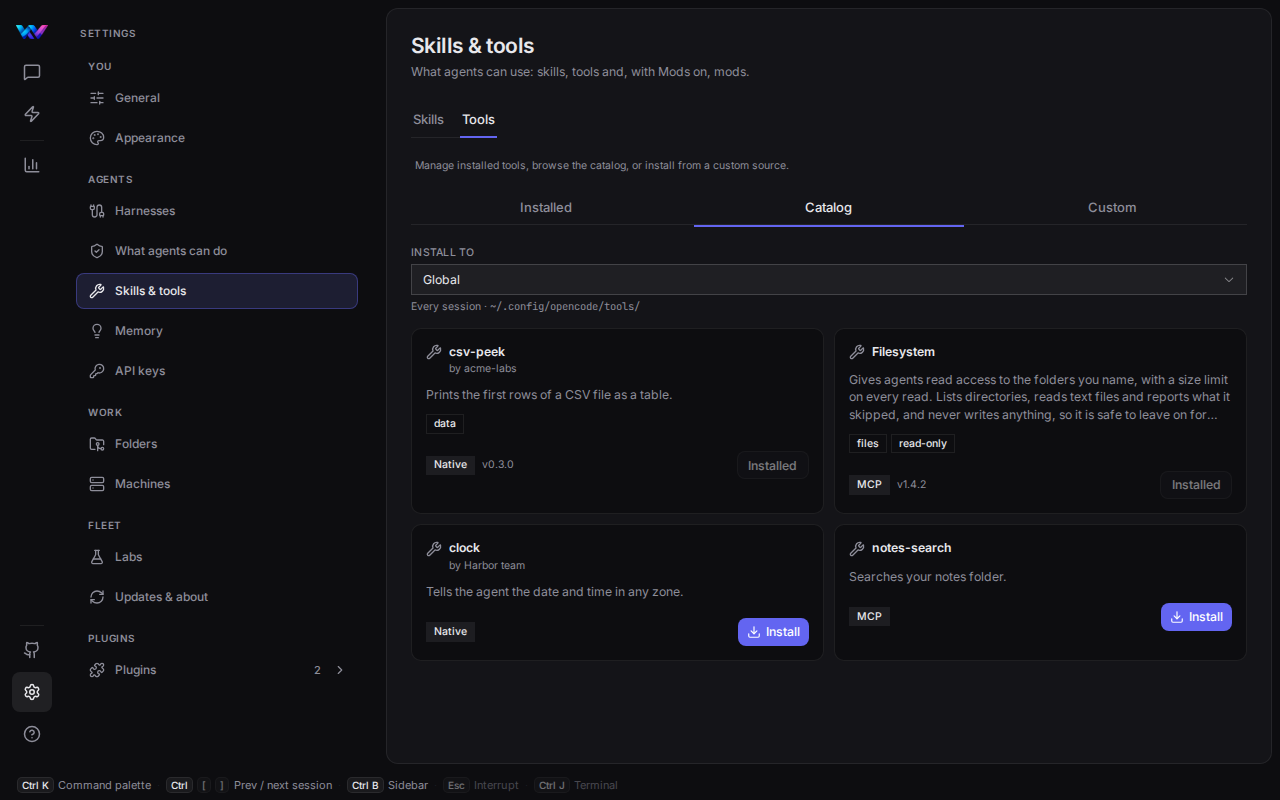 SETTINGS
YOU
General
Appearance
AGENTS
Harnesses
What agents can do
Skills & tools
Memory
API keys
WORK
Folders
Machines
FLEET
Labs
Updates & about
PLUGINS
Plugins 2
Skills & tools
What agents can use: skills, tools and, with Mods on, mods.
Skills Tools
Manage installed tools, browse the catalog, or install from a custom source.
Installed Catalog Custom
INSTALL TO
Global
Every session · ~/.config/opencode/tools/
csv-peek
by acme-labs
Prints the first rows of a CSV file as a table.
data
Native v0.3.0 Installed
Filesystem
Gives agents read access to the folders you name, with a size limit
on every read. Lists directories, reads text files and reports what it
skipped, and never writes anything, so it is safe to leave on for…
files read-only
MCP v1.4.2 Installed
clock
by Harbor team
Tells the agent the date and time in any zone.
Native Install
notes-search
Searches your notes folder.
MCP Install
Ctrl K Command palette Ctrl [ ] Prev / next session Ctrl B Sidebar Esc Interrupt Ctrl J Terminal